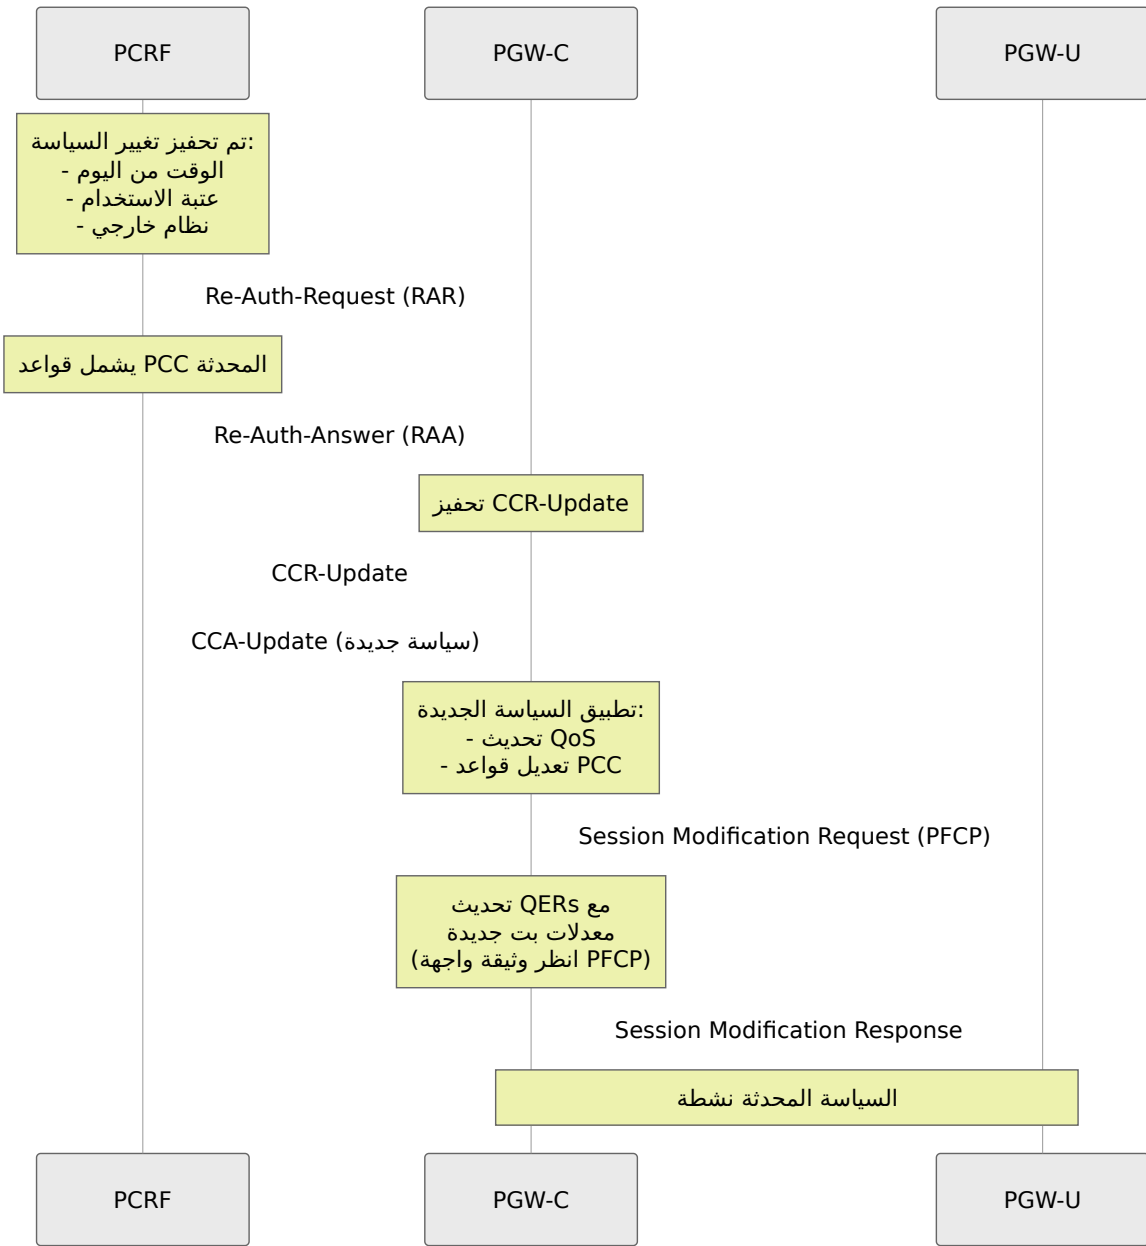 PCRF
PGW-C
PGW-U
تم تحفيز تغيير السياسة:
- الوقت من اليوم
- عتبة الاستخدام
- نظام خارجي
Re-Auth-Request (RAR)
يشمل قواعد PCC المحدثة
Re-Auth-Answer (RAA)
تحفيز CCR-Update
CCR-Update
CCA-Update (سياسة جديدة)
تطبيق السياسة الجديدة:
- تحديث QoS
- تعديل قواعد PCC
Session Modification Request (PFCP)
تحديث QERs مع
معدلات بت جديدة
(انظر وثيقة واجهة PFCP)
Session Modification Response
السياسة المحدثة نشطة
PCRF
PGW-C
PGW-U